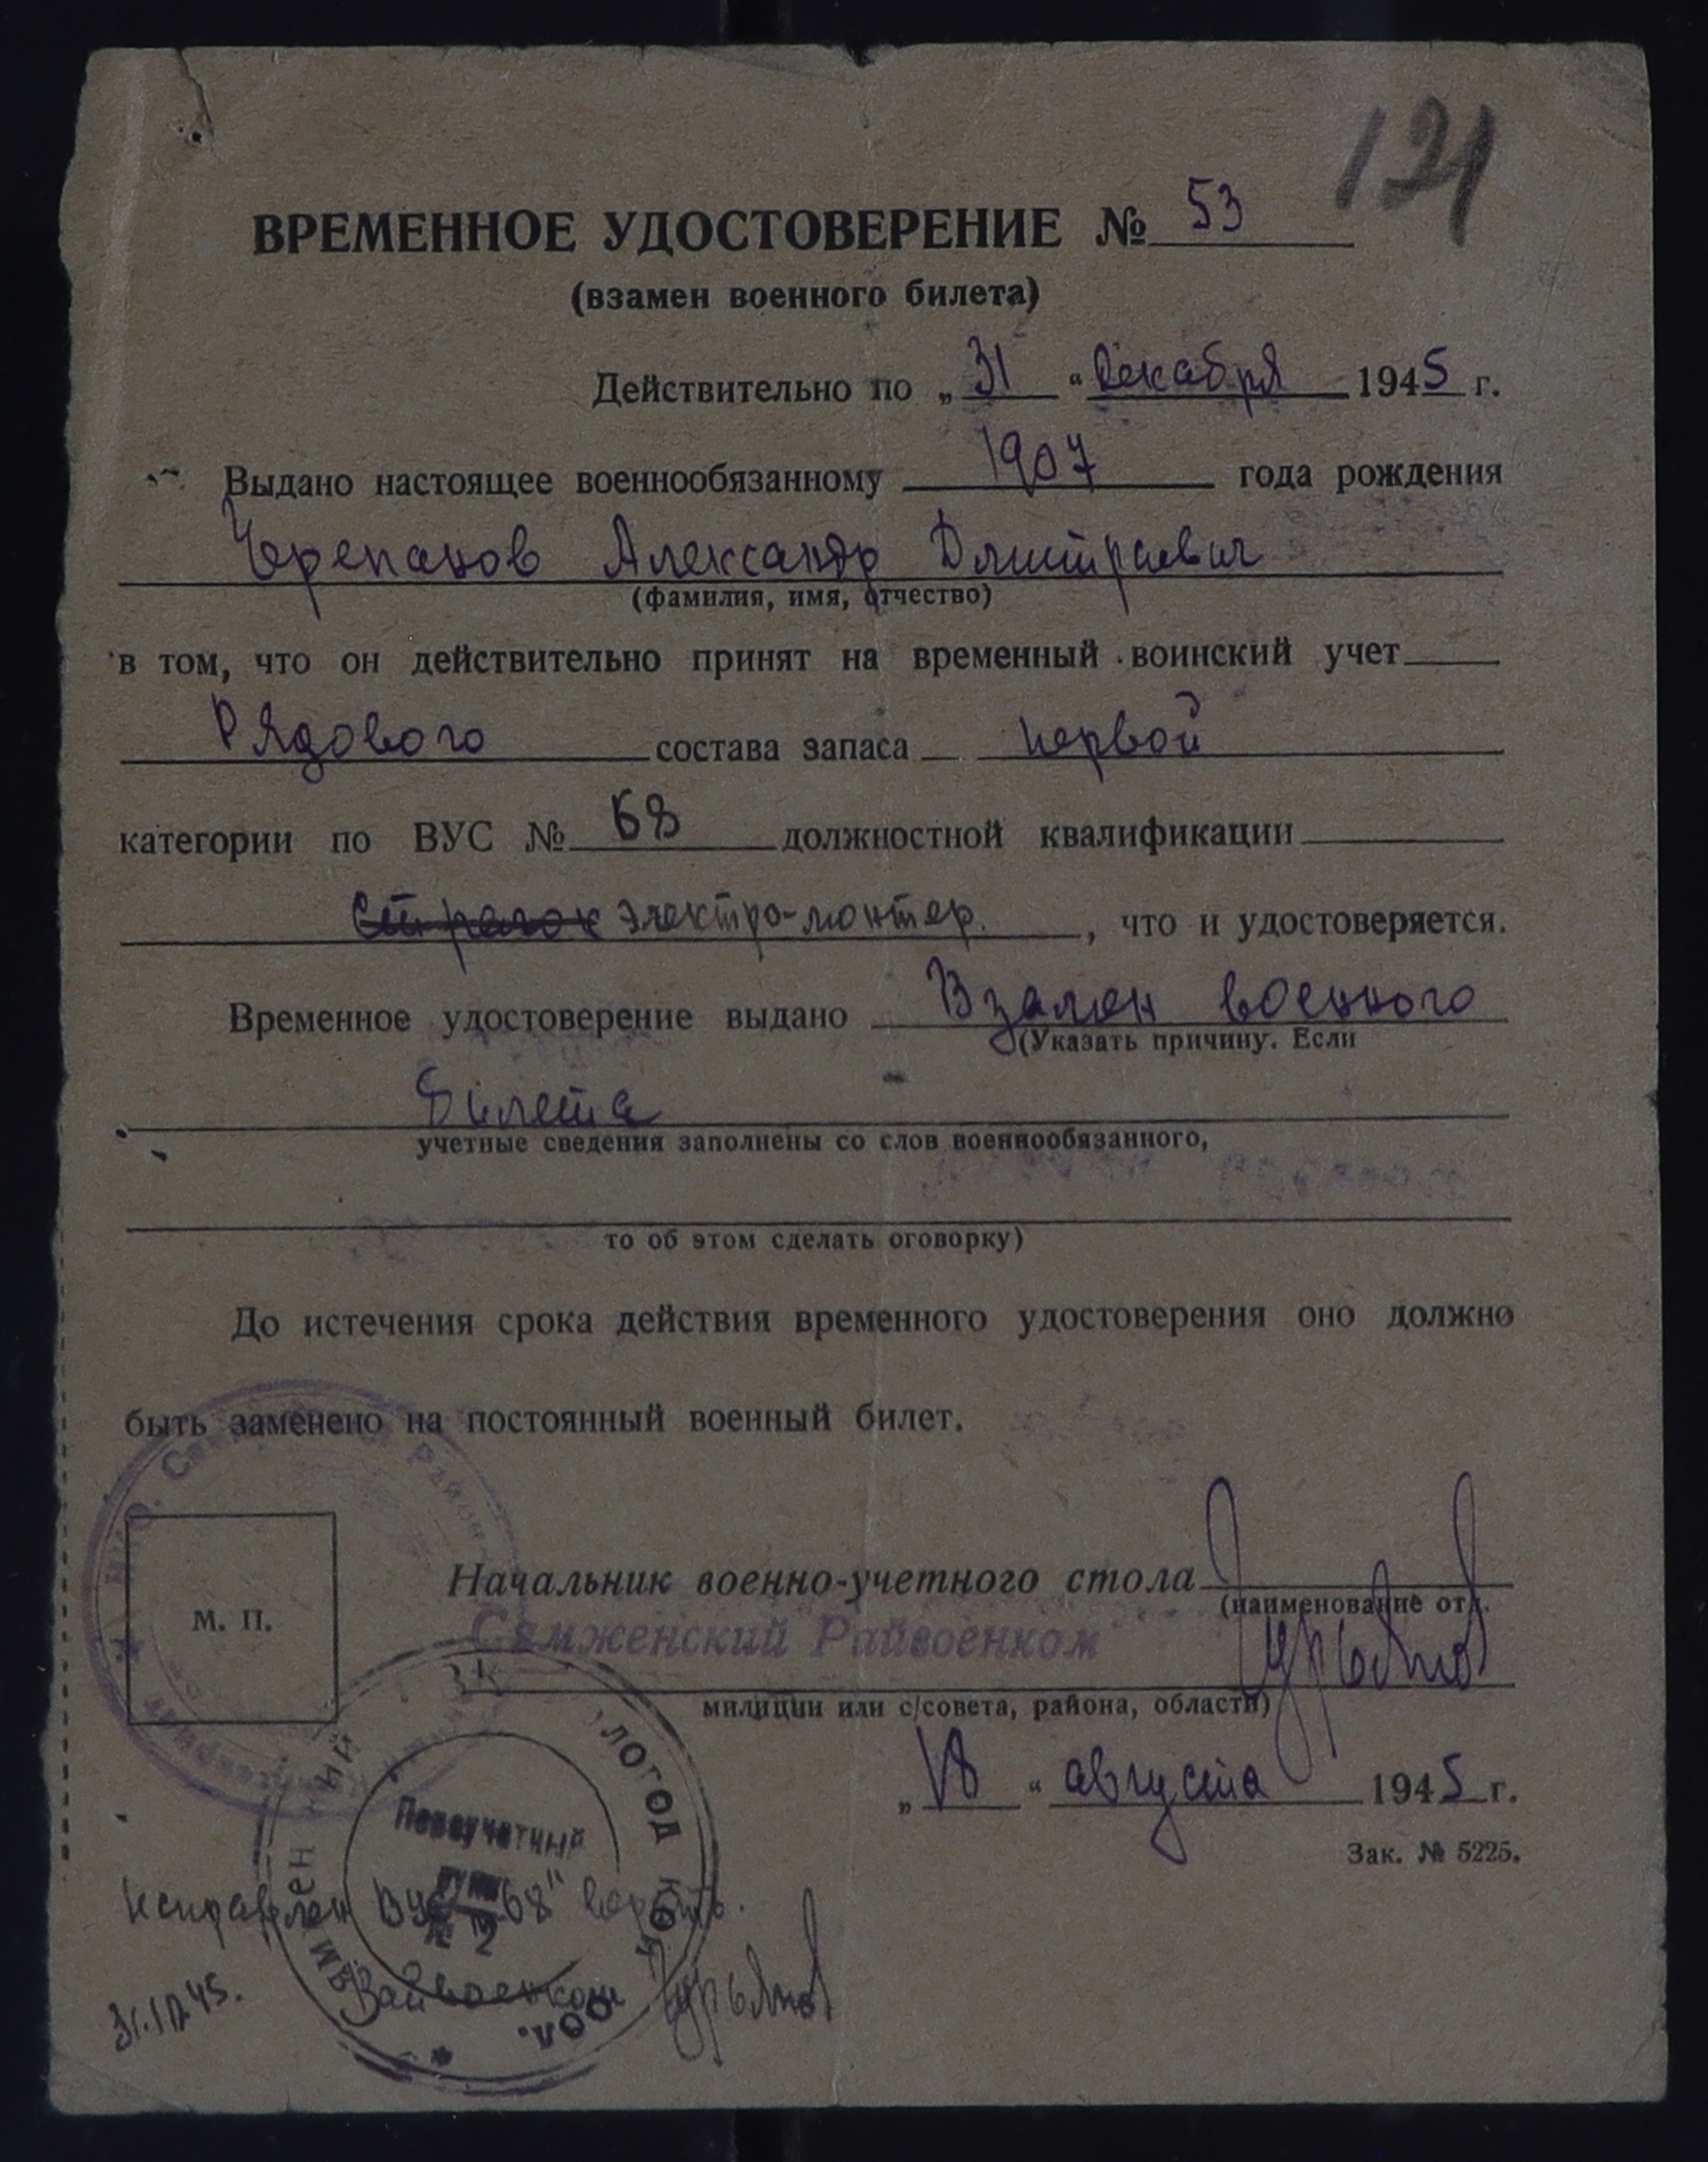 121
ВРЕМЕННОЕ УДОСТОВЕРЕНИЕ № 53
(взамен военного билета)
Действительно по „31“ декабря 1945 г.
Выдано настоящее военнообязанному 1907 года рождения
Черепанов Александр Дмитриевич
(фамилия, имя, отчество)
в том, что он действительно принят на временный воинский учет
Рядового состава запаса первой
категории по ВУС № 68 должностной квалификации
Стрелок электро-монтер. , что и удостоверяется.
Временное удостоверение выдано Взамен военного
(Указать причину. Если
билета
учетные сведения заполнены со слов военнообязанного,
то об этом сделать оговорку)
До истечения срока действия временного удостоверения оно должно
быть заменено на постоянный военный билет.
М. П.
Начальник военно-учетного стола
(наименование отд.
Сямженский Райвоенком
милиции или с/совета, района, области)
„18“ августа 1945 г.
Зак. № 5225.
Первоучетный
№ 2
Исправлен ВУС „68" верить.
Райвоенком
31.12.45.